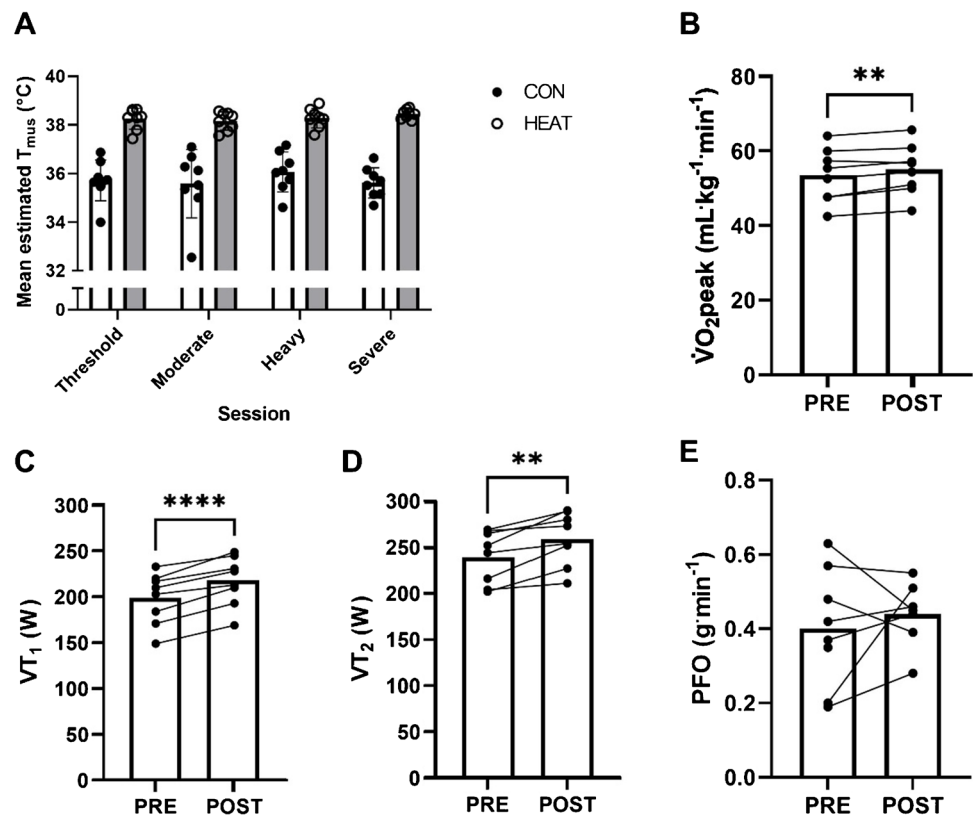 A
Mean estimated Tmus (°C)
40
38
36
34
32
0
Threshold
Moderate
Heavy
Severe
Session
CON
HEAT
B
**
V̇O2peak (mL·kg-1·min-1)
80
60
40
20
0
PRE
POST
C
****
VT1 (W)
300
250
200
150
100
50
0
PRE
POST
D
**
VT2 (W)
300
250
200
150
100
50
0
PRE
POST
E
PFO (g·min-1)
0.8
0.6
0.4
0.2
0.0
PRE
POST